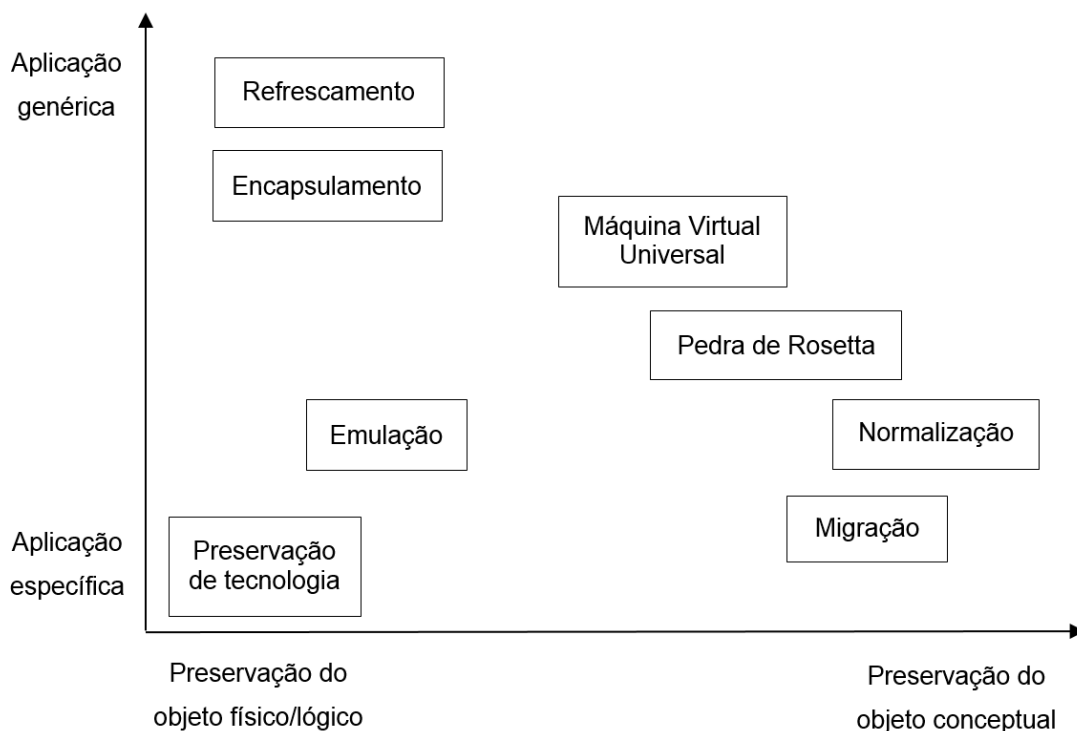 Aplicação
genérica
Refrescamento
Encapsulamento
Máquina Virtual
Universal
Pedra de Rosetta
Emulação
Normalização
Aplicação
específica
Preservação
de tecnologia
Migração
Preservação do
objeto físico/lógico
Preservação do
objeto conceptual